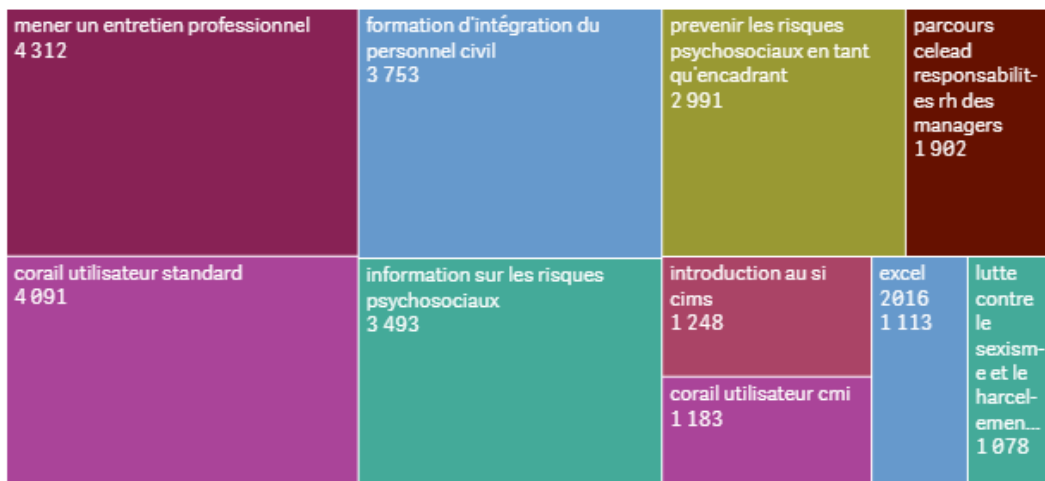 mener un entretien professionnel
4 312
formation d'intégration du
personnel civil
3 753
prevenir les risques
psychosociaux en tant
qu'encadrant
2 991
parcours
celead
responsabilit-
es rh des
managers
1 902
corail utilisateur standard
4 091
information sur les risques
psychosociaux
3 493
introduction au si
cims
1 248
corail utilisateur cmi
1 183
excel
2016
1 113
lutte
contre
le
sexism-
e et le
harcel-
emen...
1 078